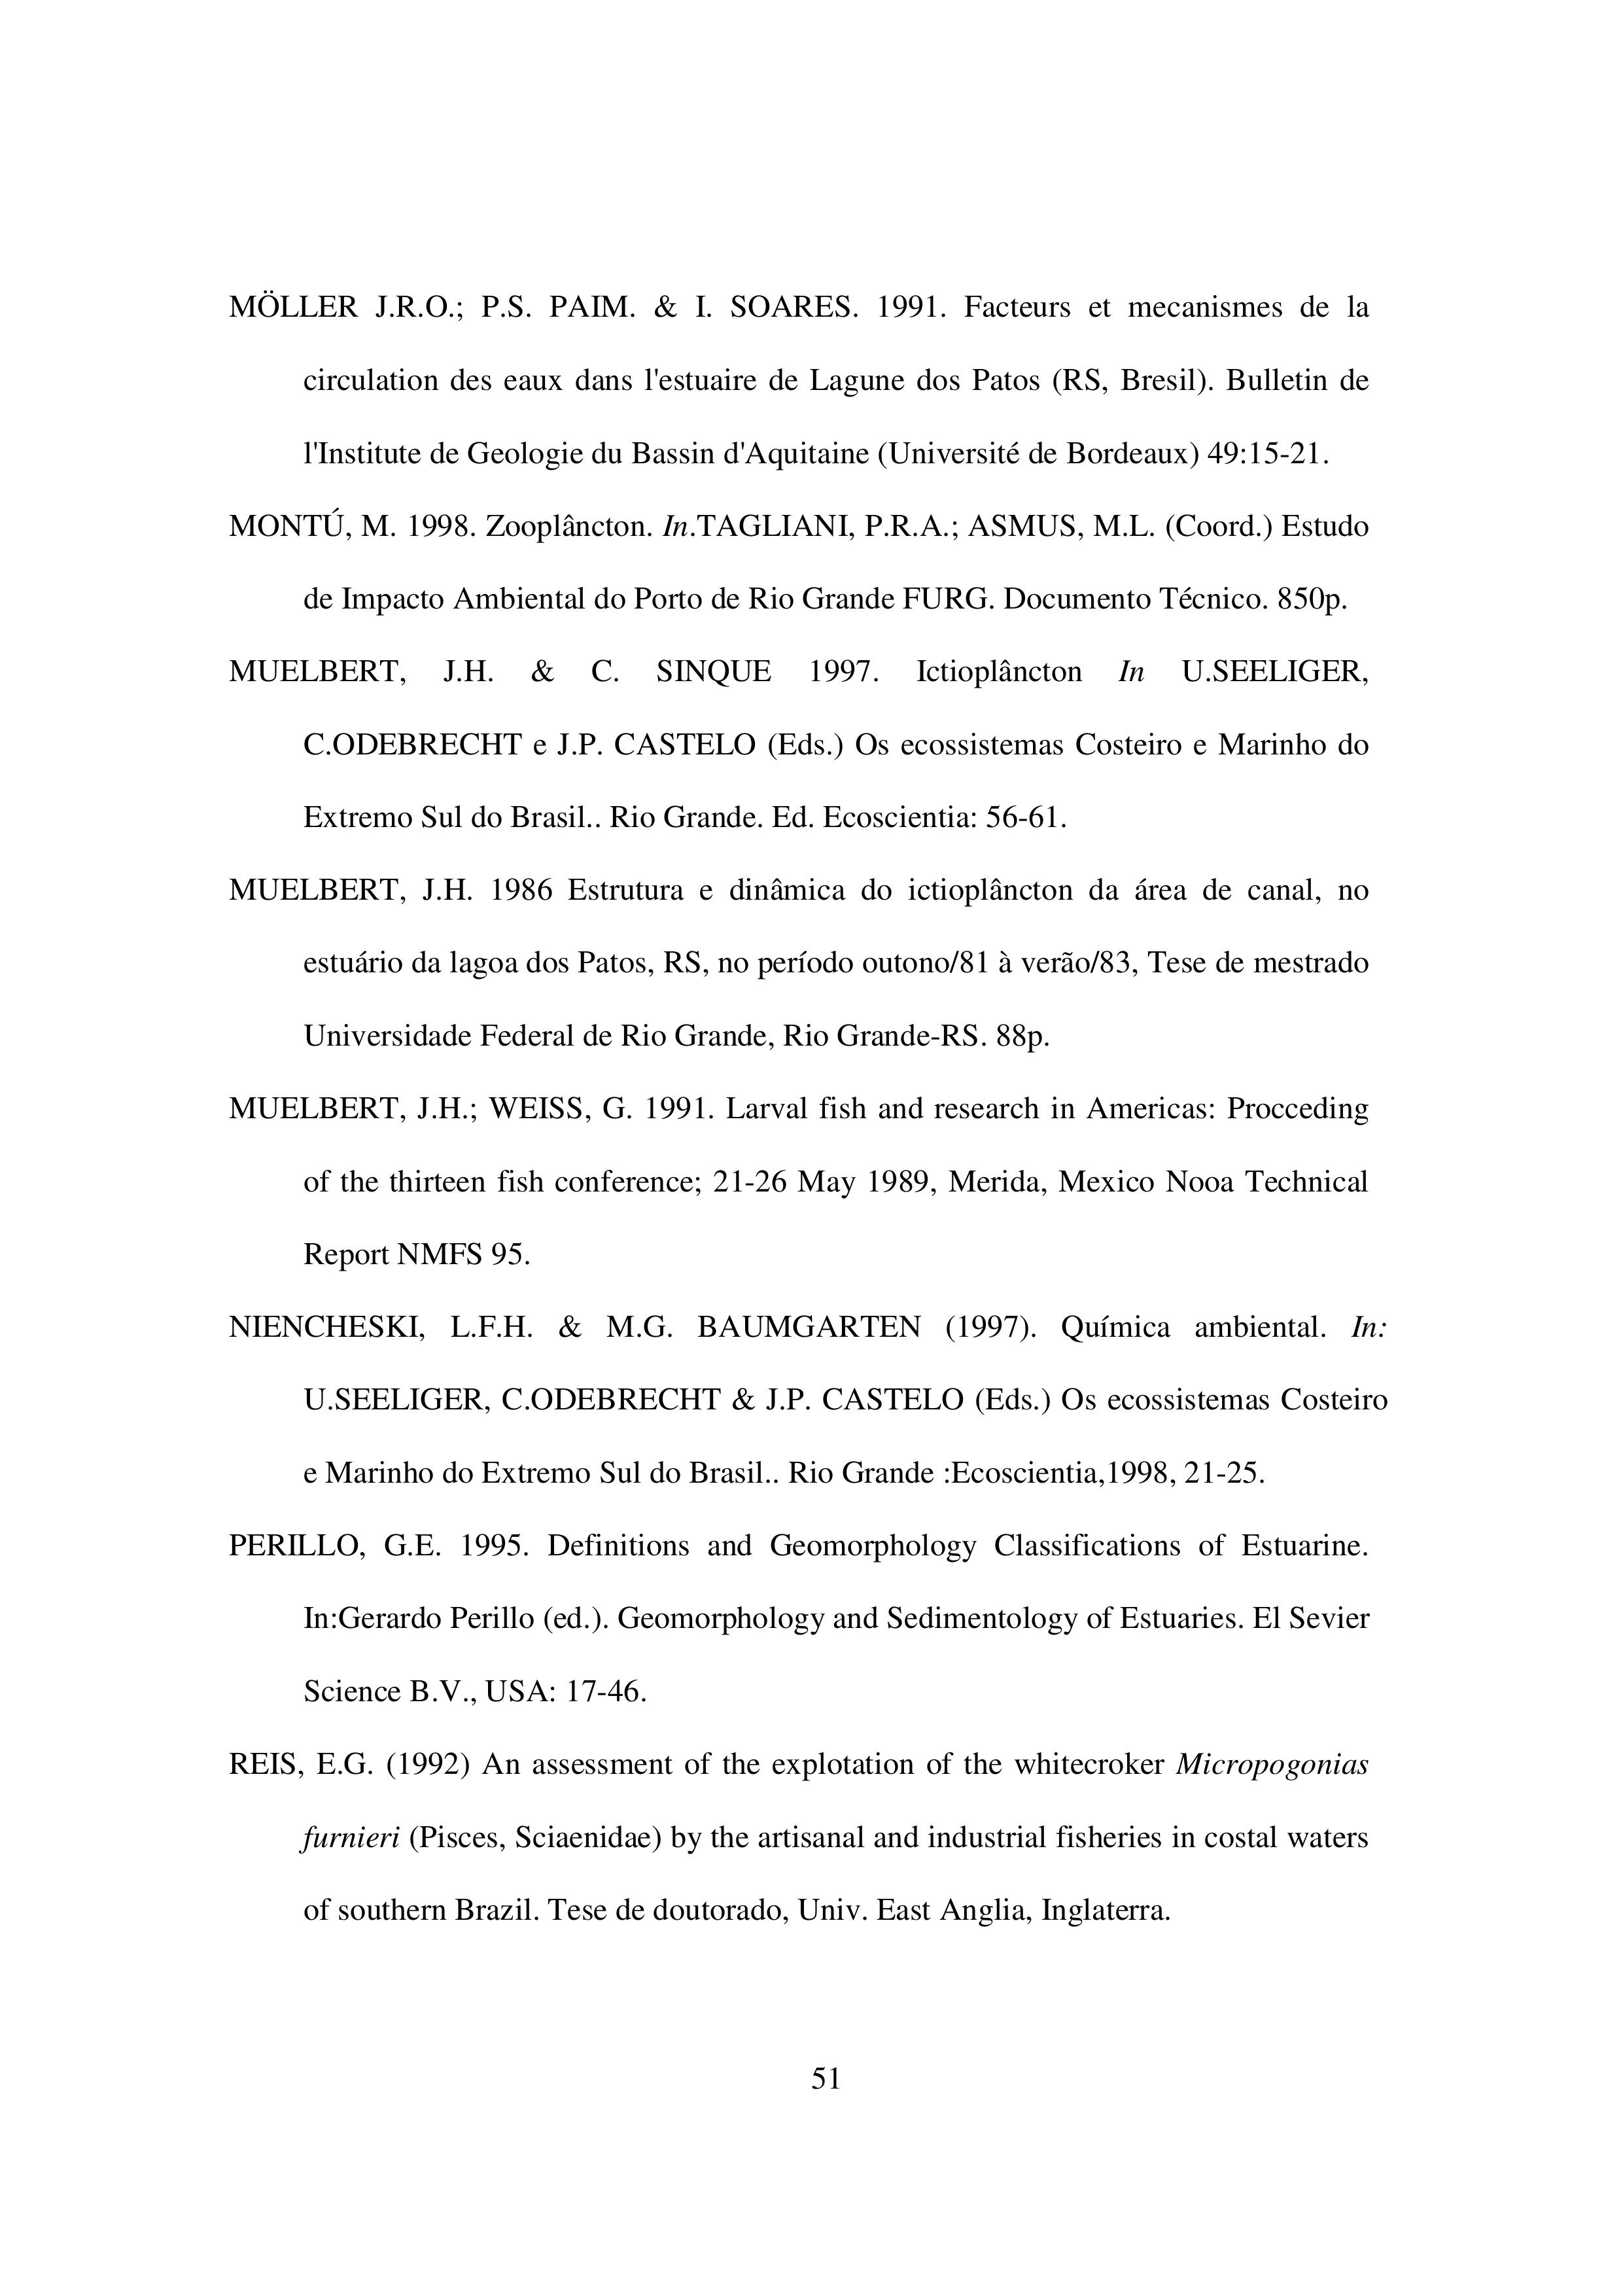 MÖLLER J.R.O.; P.S. PAIM. & I. SOARES. 1991. Facteurs et mecanismes de la
circulation des eaux dans l'estuaire de Lagune dos Patos (RS, Bresil). Bulletin de
l'Institute de Geologie du Bassin d'Aquitaine (Université de Bordeaux) 49:15-21.
MONTÚ, M. 1998. Zooplâncton. In.TAGLIANI, P.R.A.; ASMUS, M.L. (Coord.) Estudo
de Impacto Ambiental do Porto de Rio Grande FURG. Documento Técnico. 850p.
MUELBERT, J.H. & C. SINQUE 1997. Ictioplâncton In U.SEELIGER,
C.ODEBRECHT e J.P. CASTELO (Eds.) Os ecossistemas Costeiro e Marinho do
Extremo Sul do Brasil.. Rio Grande. Ed. Ecoscientia: 56-61.
MUELBERT, J.H. 1986 Estrutura e dinâmica do ictioplâncton da área de canal, no
estuário da lagoa dos Patos, RS, no período outono/81 à verão/83, Tese de mestrado
Universidade Federal de Rio Grande, Rio Grande-RS. 88p.
MUELBERT, J.H.; WEISS, G. 1991. Larval fish and research in Americas: Procceding
of the thirteen fish conference; 21-26 May 1989, Merida, Mexico Nooa Technical
Report NMFS 95.
NIENCHESKI, L.F.H. & M.G. BAUMGARTEN (1997). Química ambiental. In:
U.SEELIGER, C.ODEBRECHT & J.P. CASTELO (Eds.) Os ecossistemas Costeiro
e Marinho do Extremo Sul do Brasil.. Rio Grande :Ecoscientia,1998, 21-25.
PERILLO, G.E. 1995. Definitions and Geomorphology Classifications of Estuarine.
In:Gerardo Perillo (ed.). Geomorphology and Sedimentology of Estuaries. El Sevier
Science B.V., USA: 17-46.
REIS, E.G. (1992) An assessment of the explotation of the whitecroker Micropogonias
furnieri (Pisces, Sciaenidae) by the artisanal and industrial fisheries in costal waters
of southern Brazil. Tese de doutorado, Univ. East Anglia, Inglaterra.
51